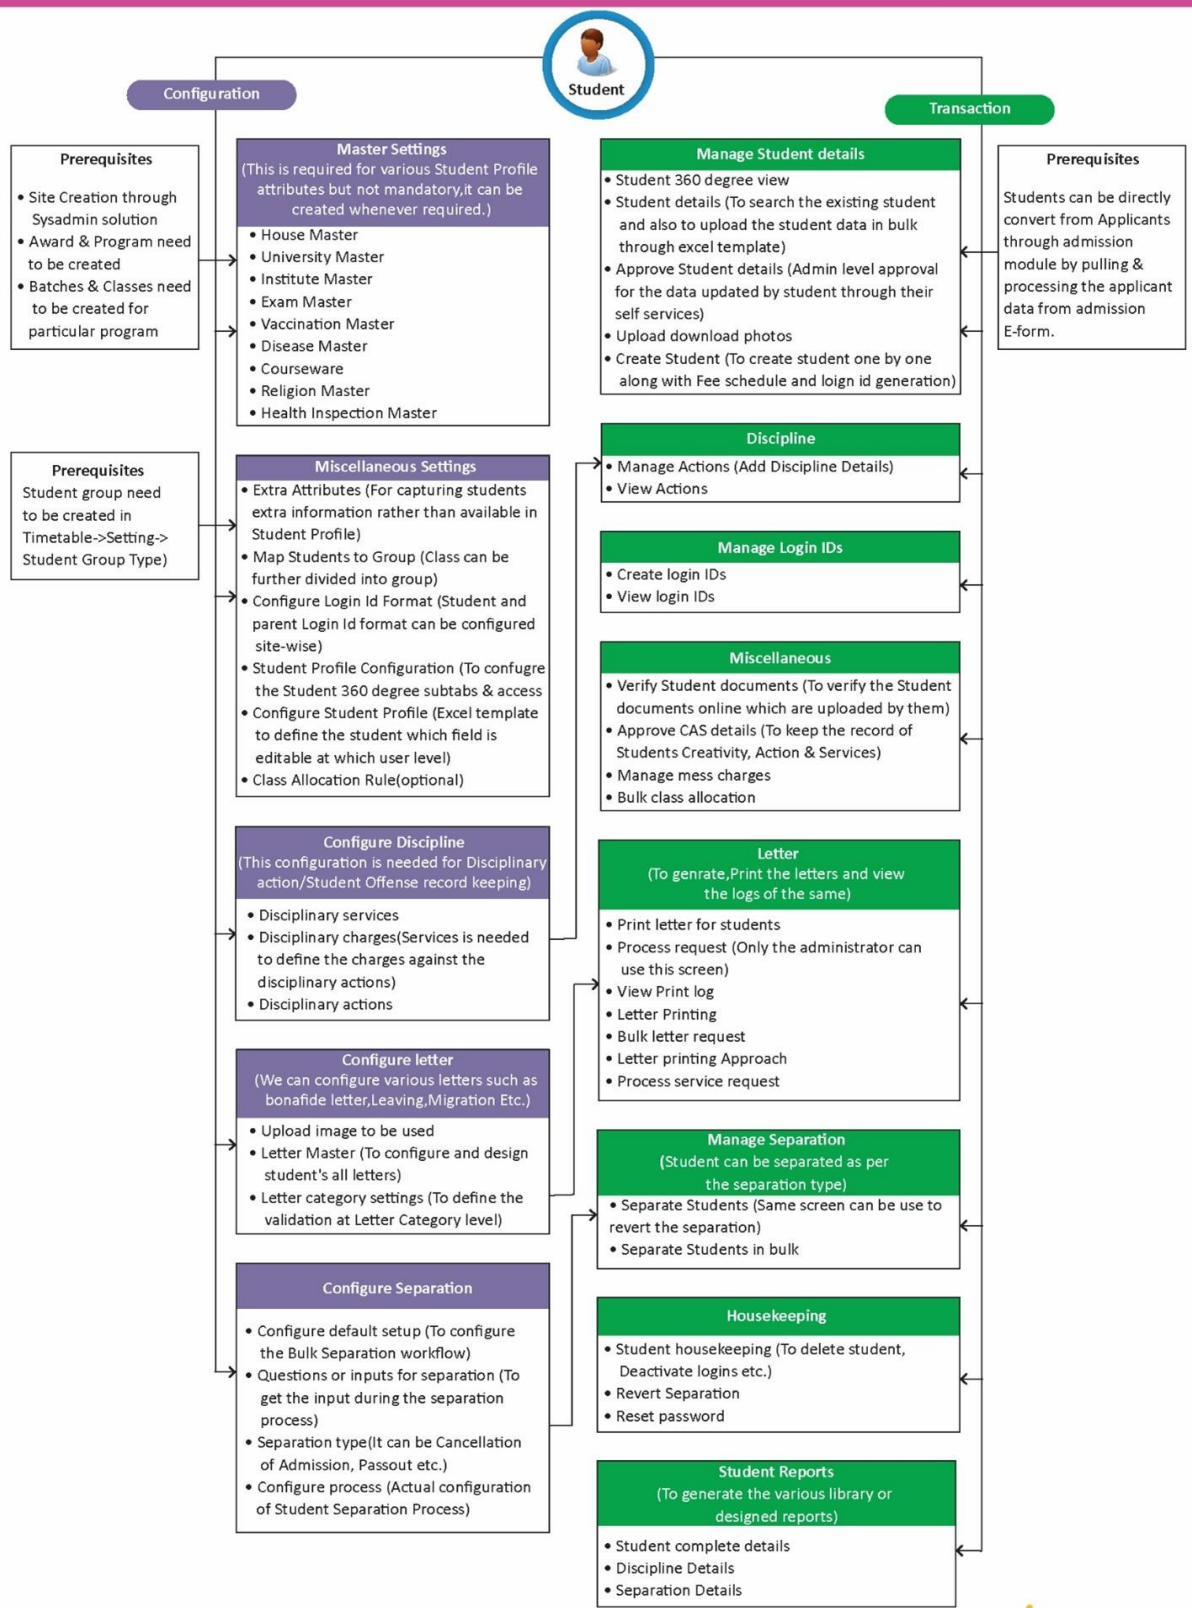 Student
Configuration
Transaction
Prerequisites
• Site Creation through
Sysadmin solution
• Award & Program need
to be created
• Batches & Classes need
to be created for
particular program
Master Settings
(This is required for various Student Profile
attributes but not mandatory,it can be
created whenever required.)
• House Master
• University Master
• Institute Master
• Exam Master
• Vaccination Master
• Disease Master
• Courseware
• Religion Master
• Health Inspection Master
Manage Student details
• Student 360 degree view
• Student details (To search the existing student
and also to upload the student data in bulk
through excel template)
• Approve Student details (Admin level approval
for the data updated by student through their
self services)
• Upload download photos
• Create Student (To create student one by one
along with Fee schedule and loign id generation)
Prerequisites
Students can be directly
convert from Applicants
through admission
module by pulling &
processing the applicant
data from admission
E-form.
Prerequisites
Student group need
to be created in
Timetable->Setting->
Student Group Type)
Miscellaneous Settings
• Extra Attributes (For capturing students
extra information rather than available in
Student Profile)
• Map Students to Group (Class can be
further divided into group)
• Configure Login Id Format (Student and
parent Login Id format can be configured
site-wise)
• Student Profile Configuration (To confugre
the Student 360 degree subtabs & access
• Configure Student Profile (Excel template
to define the student which field is
editable at which user level)
• Class Allocation Rule(optional)
Discipline
• Manage Actions (Add Discipline Details)
• View Actions
Manage Login IDs
• Create login IDs
• View login IDs
Miscellaneous
• Verify Student documents (To verify the Student
documents online which are uploaded by them)
• Approve CAS details (To keep the record of
Students Creativity, Action & Services)
• Manage mess charges
• Bulk class allocation
Configure Discipline
(This configuration is needed for Disciplinary
action/Student Offense record keeping)
• Disciplinary services
• Disciplinary charges(Services is needed
to define the charges against the
disciplinary actions)
• Disciplinary actions
Letter
(To genrate,Print the letters and view
the logs of the same)
• Print letter for students
• Process request (Only the administrator can
use this screen)
• View Print log
• Letter Printing
• Bulk letter request
• Letter printing Approach
• Process service request
Configure letter
(We can configure various letters such as
bonafide letter,Leaving,Migration Etc.)
• Upload image to be used
• Letter Master (To configure and design
student's all letters)
• Letter category settings (To define the
validation at Letter Category level)
Manage Separation
(Student can be separated as per
the separation type)
• Separate Students (Same screen can be use to
revert the separation)
• Separate Students in bulk
Configure Separation
• Configure default setup (To configure
the Bulk Separation workflow)
• Questions or inputs for separation (To
get the input during the separation
process)
• Separation type(It can be Cancellation
of Admission, Passout etc.)
• Configure process (Actual configuration
of Student Separation Process)
Housekeeping
• Student housekeeping (To delete student,
Deactivate logins etc.)
• Revert Separation
• Reset password
Student Reports
(To generate the various library or
designed reports)
• Student complete details
• Discipline Details
• Separation Details